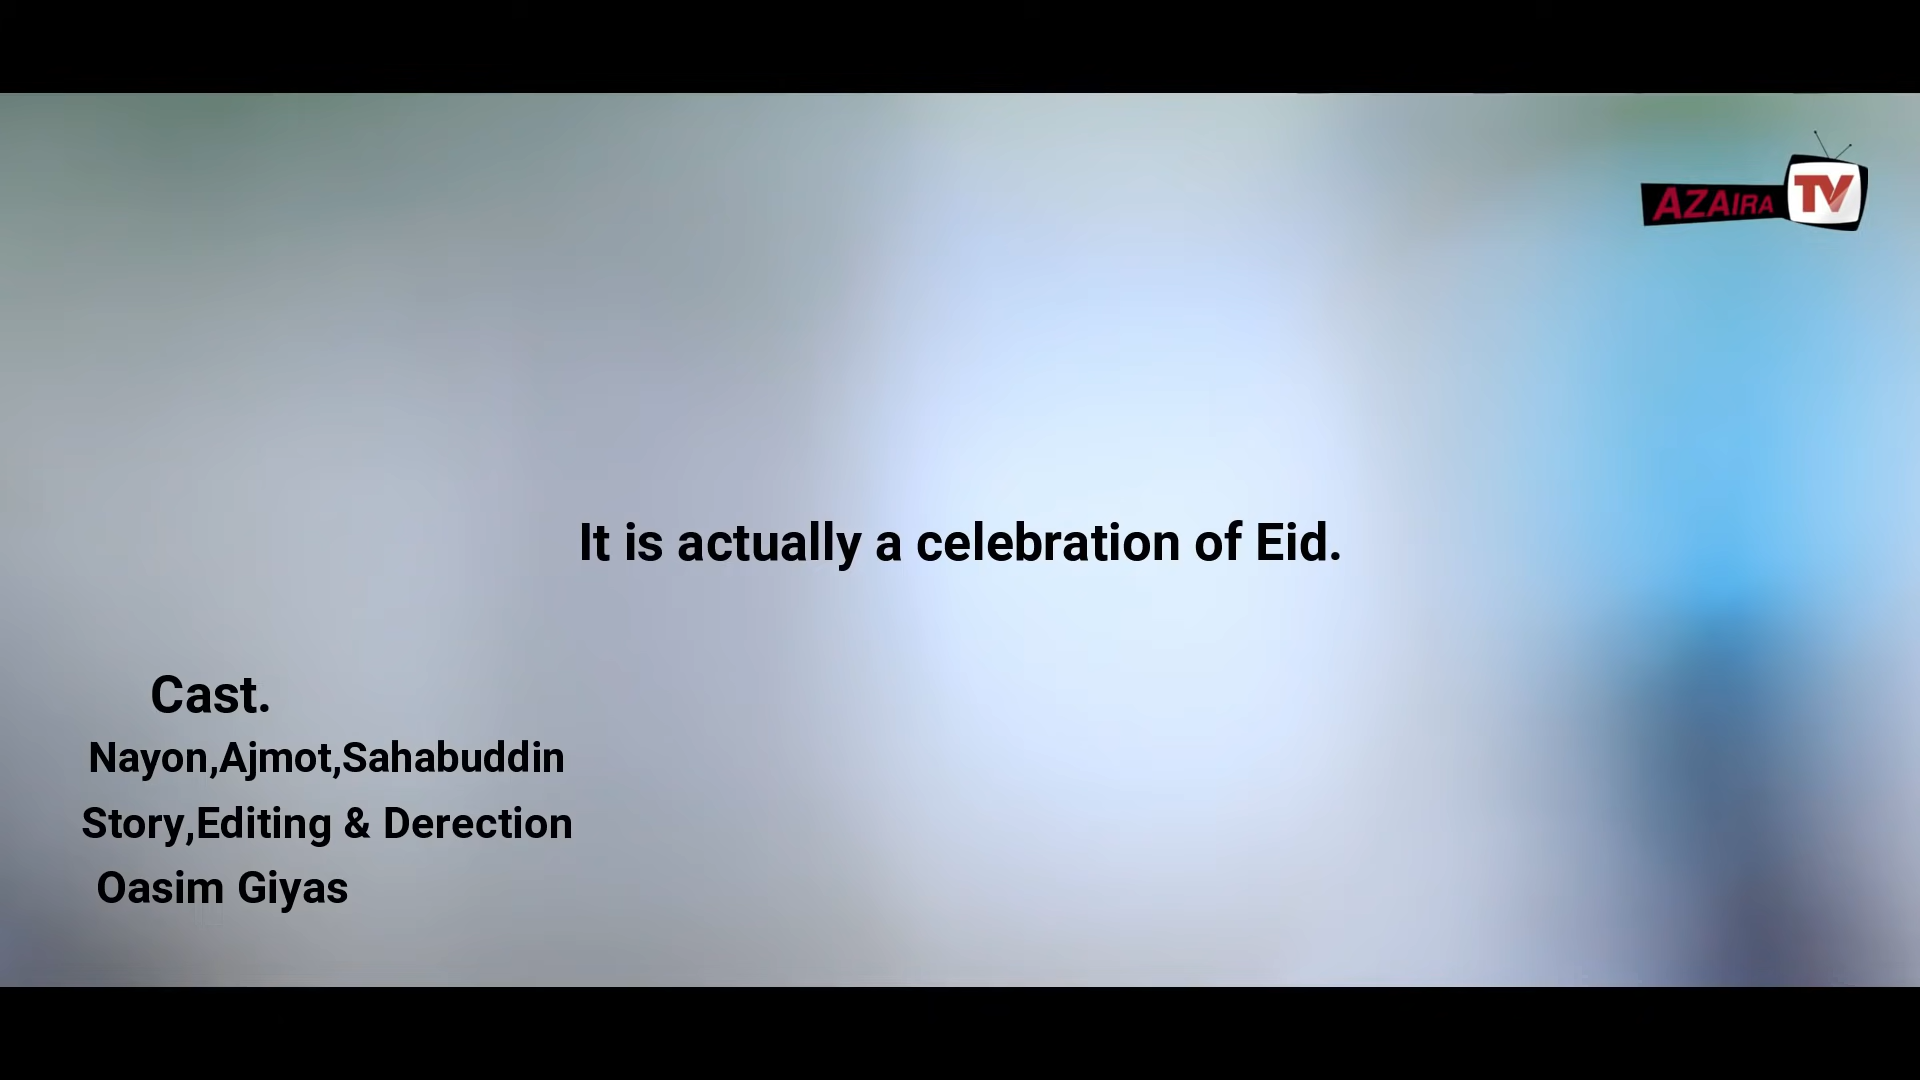 AZAIRA TV
It is actually a celebration of Eid.
Cast.
Nayon,Ajmot,Sahabuddin
Story,Editing & Derection
Oasim Giyas